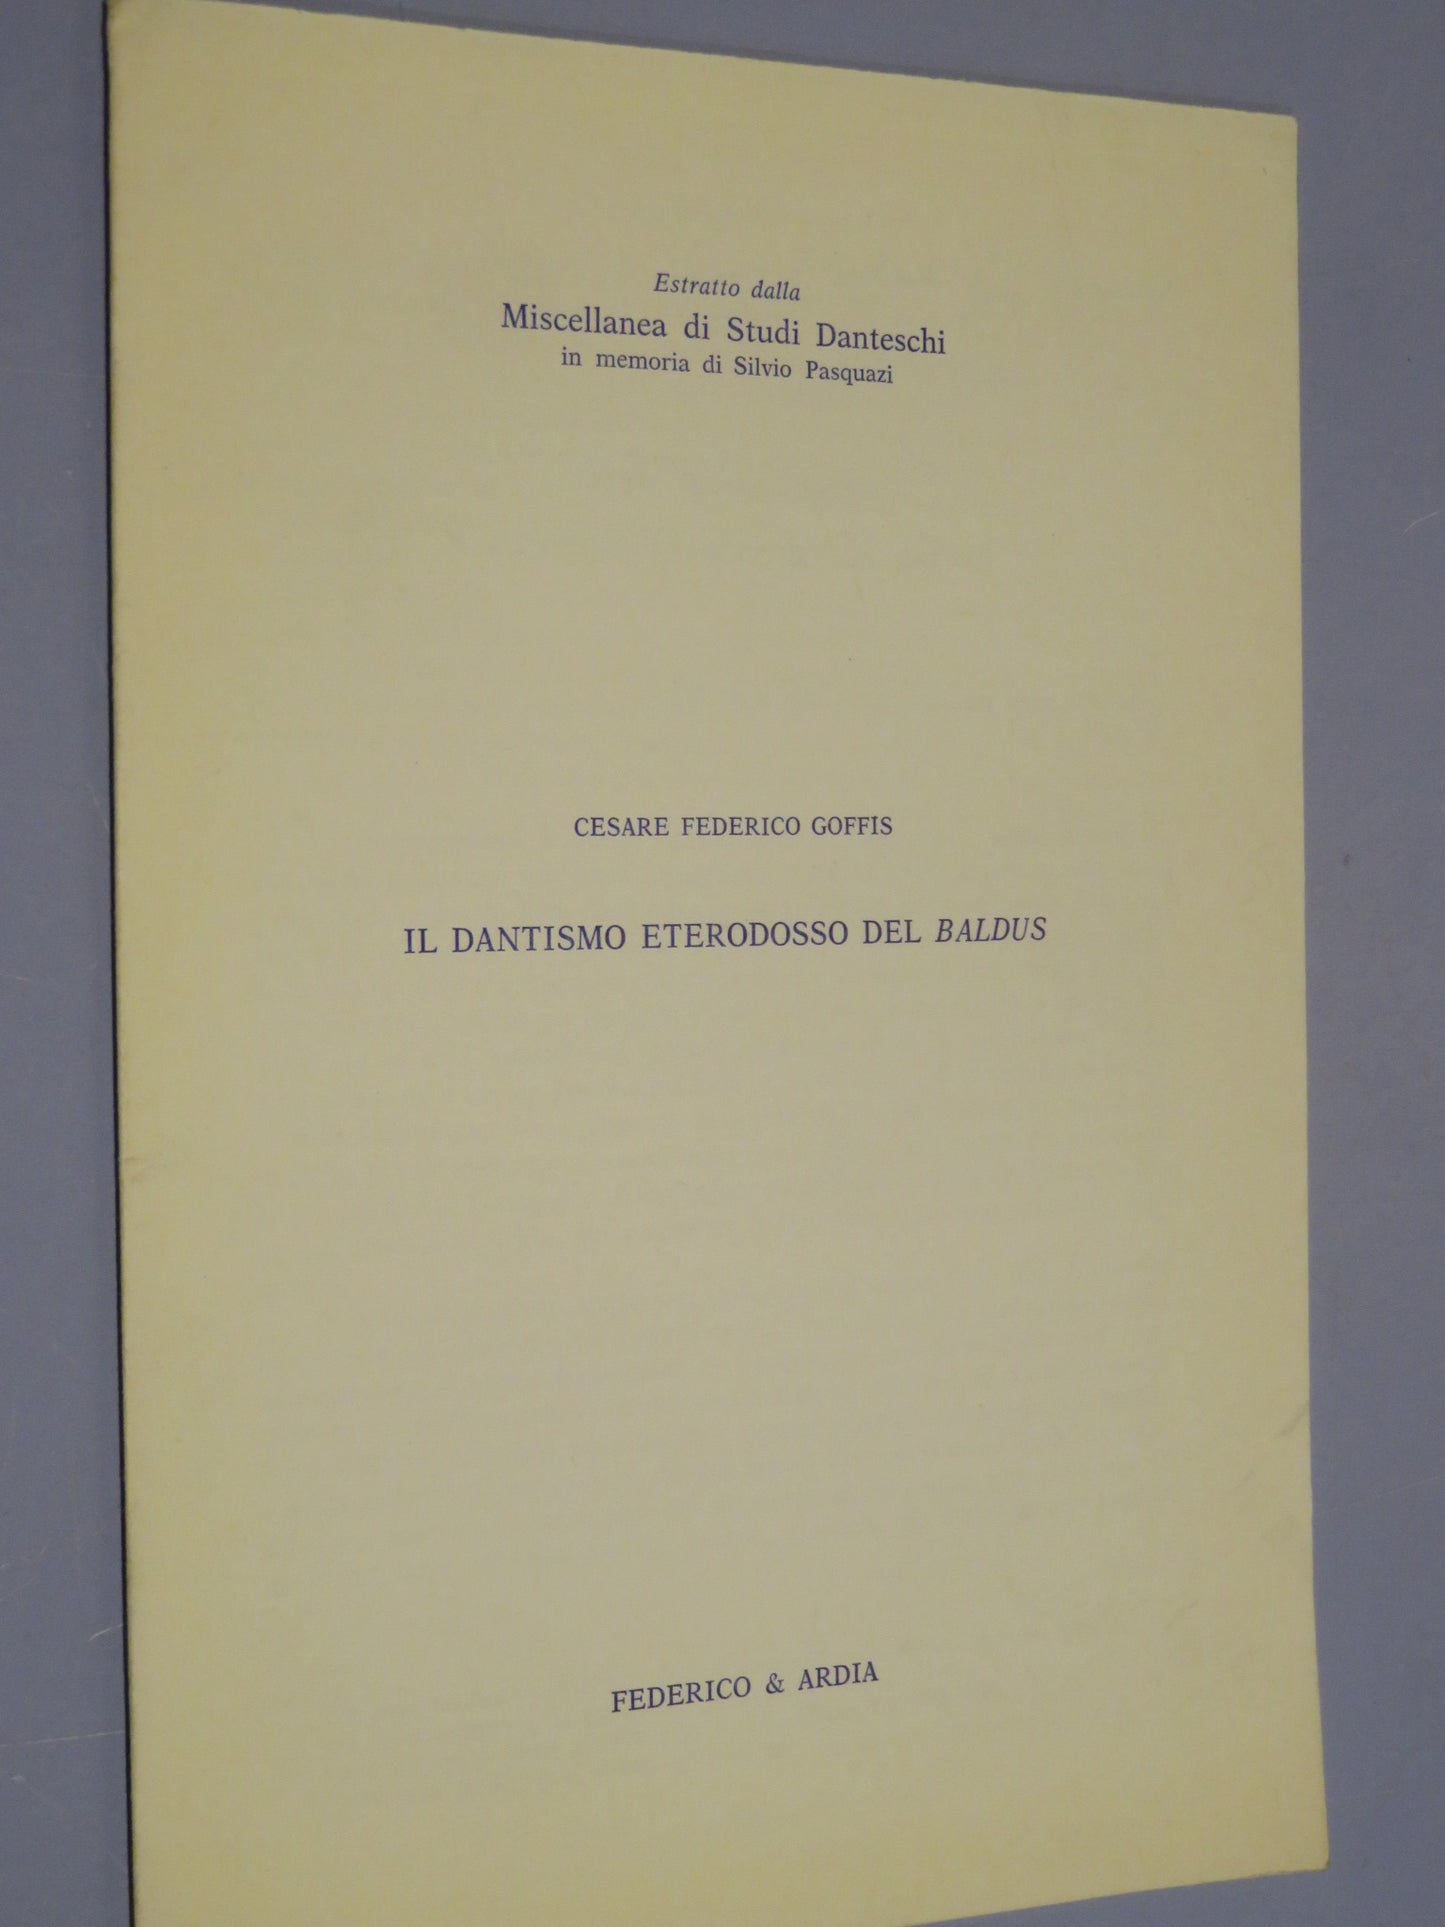 Estratto dalla
Miscellanea di Studi Danteschi
in memoria di Silvio Pasquazi
CESARE FEDERICO GOFFIS
IL DANTISMO ETERODOSSO DEL BALDUS
FEDERICO & ARDIA